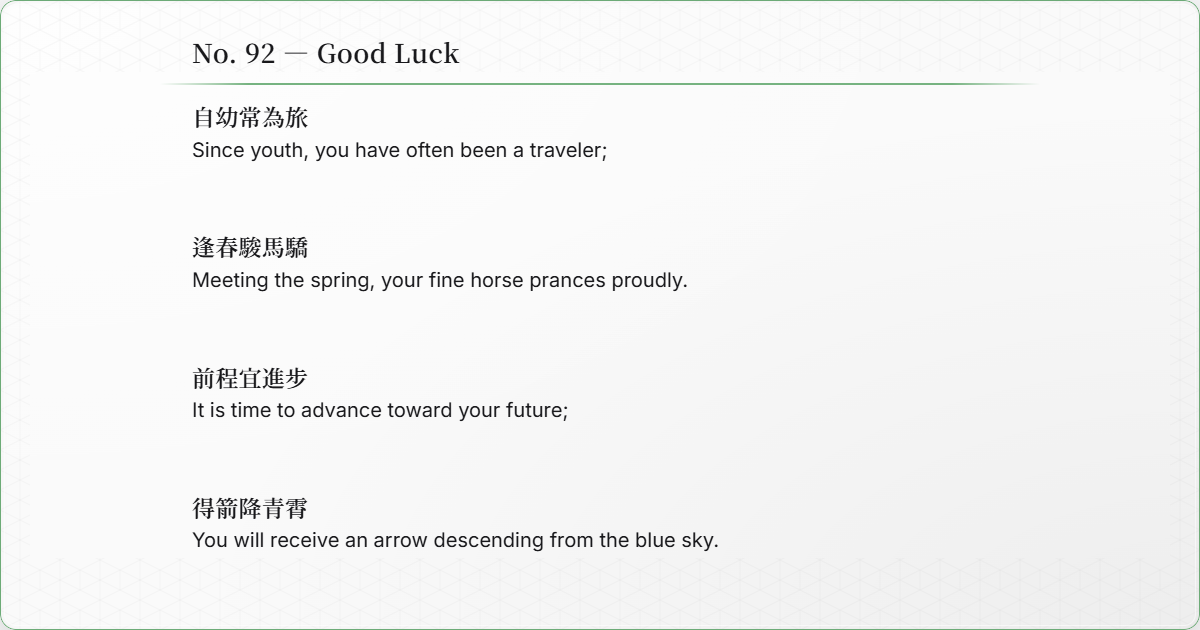 No. 92 — Good Luck
自幼常為旅
Since youth, you have often been a traveler;
逢春駿馬驕
Meeting the spring, your fine horse prances proudly.
前程宜進步
It is time to advance toward your future;
得箭降青霄
You will receive an arrow descending from the blue sky.